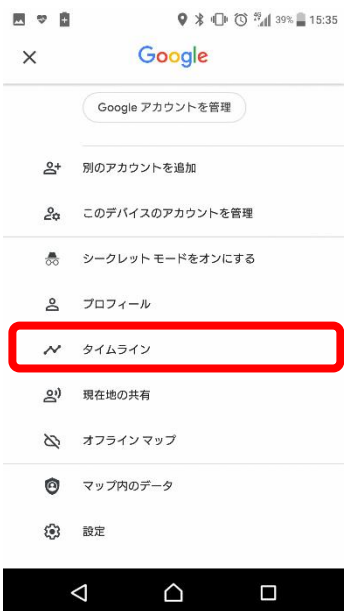 39% 15:35
Google
Google アカウントを管理
別のアカウントを追加
このデバイスのアカウントを管理
シークレット モードをオンにする
プロフィール
タイムライン
現在地の共有
オフライン マップ
マップ内のデータ
設定